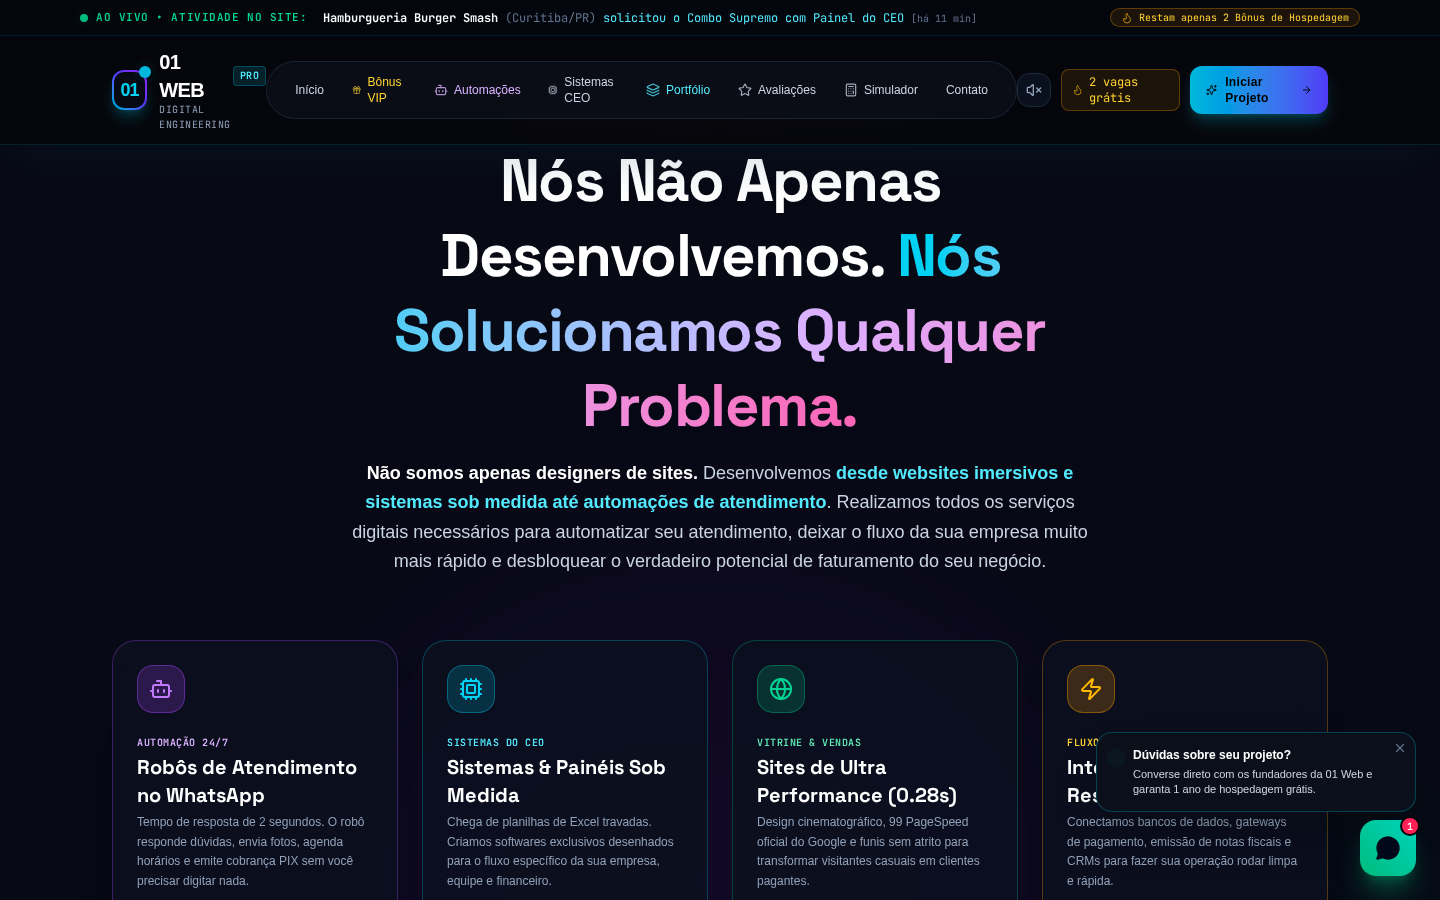 AO VIVO • ATIVIDADE NO SITE: Hamburgueria Burger Smash (Curitiba/PR) solicitou o Combo Supremo com Painel do CEO [há 11 min]
Restam apenas 2 Bônus de Hospedagem
01
01 WEB
PRO
DIGITAL ENGINEERING
Início
Bônus VIP
Automações
Sistemas CEO
Portfólio
Avaliações
Simulador
Contato
2 vagas grátis
Iniciar Projeto
Nós Não Apenas
Desenvolvemos. Nós
Solucionamos Qualquer
Problema.
Não somos apenas designers de sites. Desenvolvemos desde websites imersivos e
sistemas sob medida até automações de atendimento. Realizamos todos os serviços
digitais necessários para automatizar seu atendimento, deixar o fluxo da sua empresa muito
mais rápido e desbloquear o verdadeiro potencial de faturamento do seu negócio.
AUTOMAÇÃO 24/7
Robôs de Atendimento
no WhatsApp
Tempo de resposta de 2 segundos. O robô
responde dúvidas, envia fotos, agenda
horários e emite cobrança PIX sem você
precisar digitar nada.
SISTEMAS DO CEO
Sistemas & Painéis Sob
Medida
Chega de planilhas de Excel travadas.
Criamos softwares exclusivos desenhados
para o fluxo específico da sua empresa,
equipe e financeiro.
VITRINE & VENDAS
Sites de Ultra
Performance (0.28s)
Design cinematográfico, 99 PageSpeed
oficial do Google e funis sem atrito para
transformar visitantes casuais em clientes
pagantes.
Conectamos bancos de dados, gateways
de pagamento, emissão de notas fiscais e
CRMs para fazer sua operação rodar limpa
e rápida.
Dúvidas sobre seu projeto?
Converse direto com os fundadores da 01 Web e
garanta 1 ano de hospedagem grátis.
1